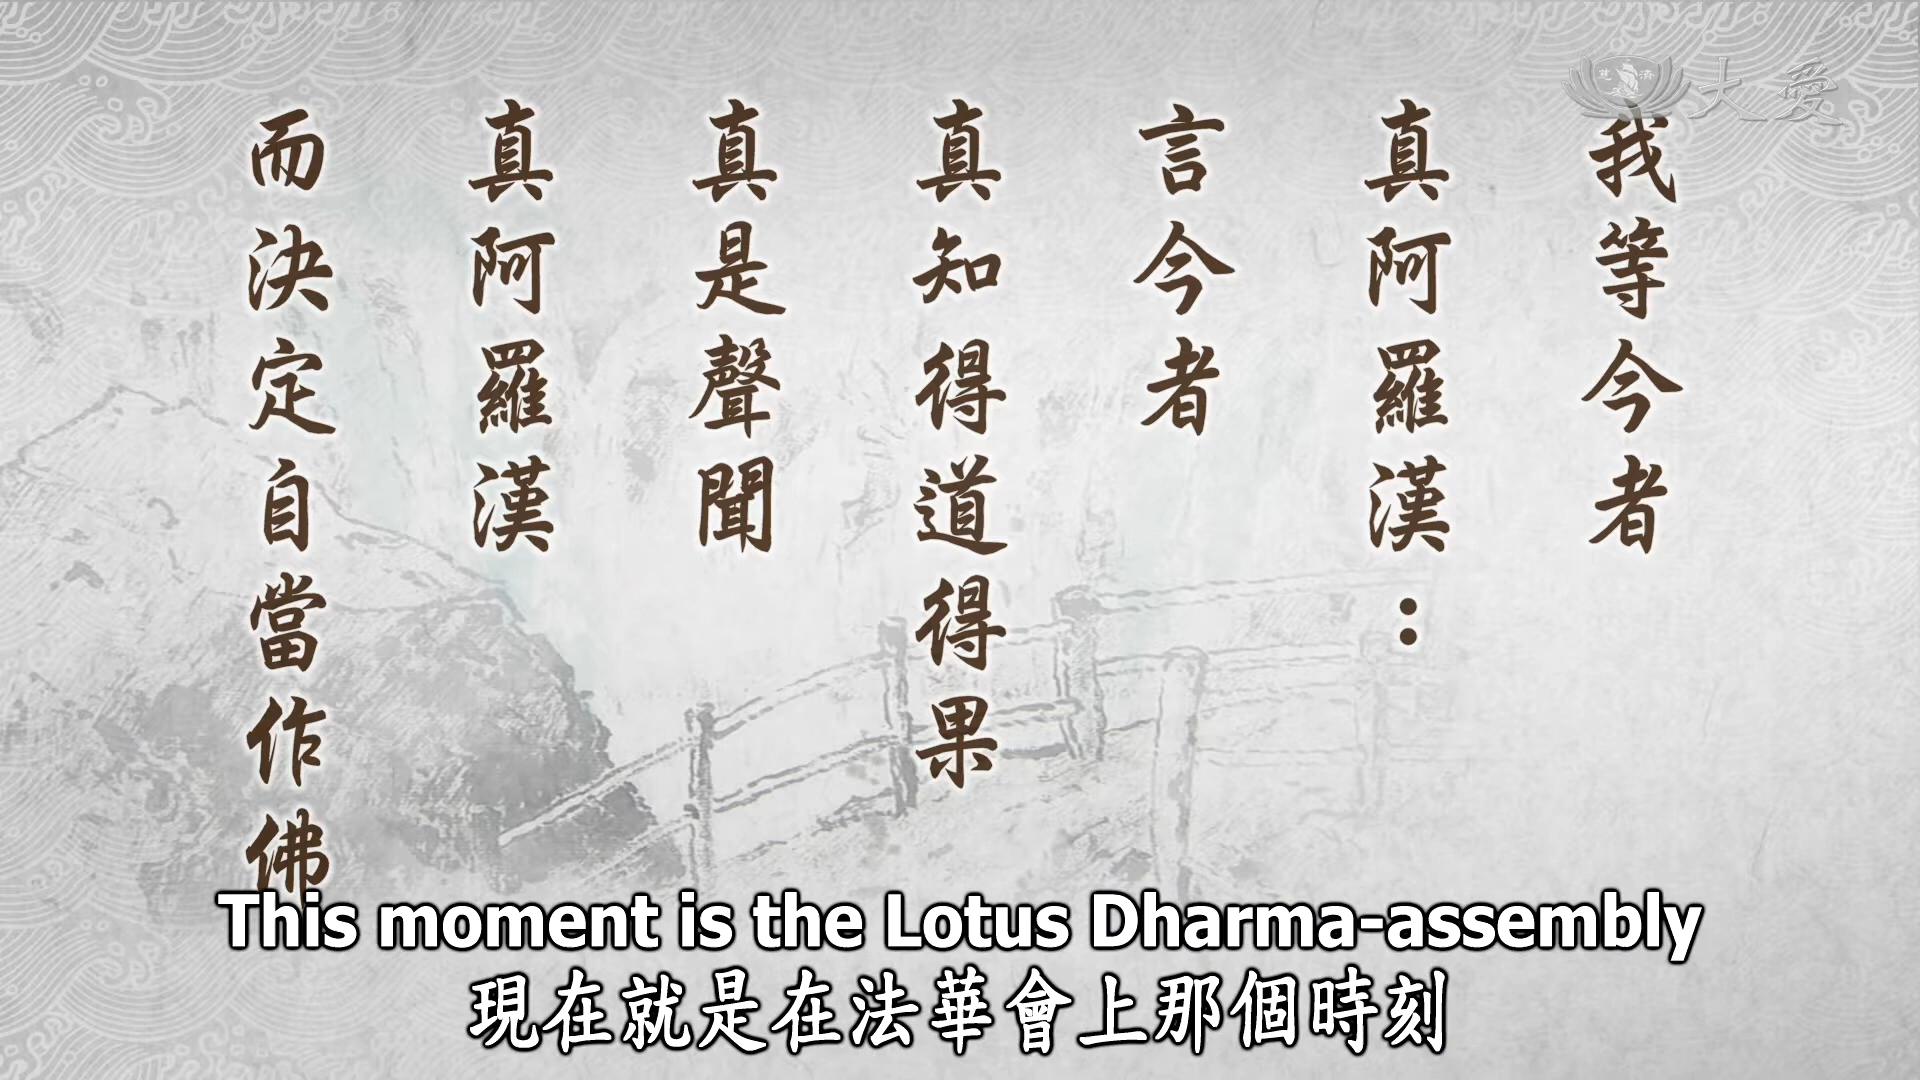 慈濟
大愛
我等今者
真阿羅漢：
言今者
真知得道得果
真是聲聞
真阿羅漢
而決定自當作佛
This moment is the Lotus Dharma-assembly
現在就是在法華會上那個時刻